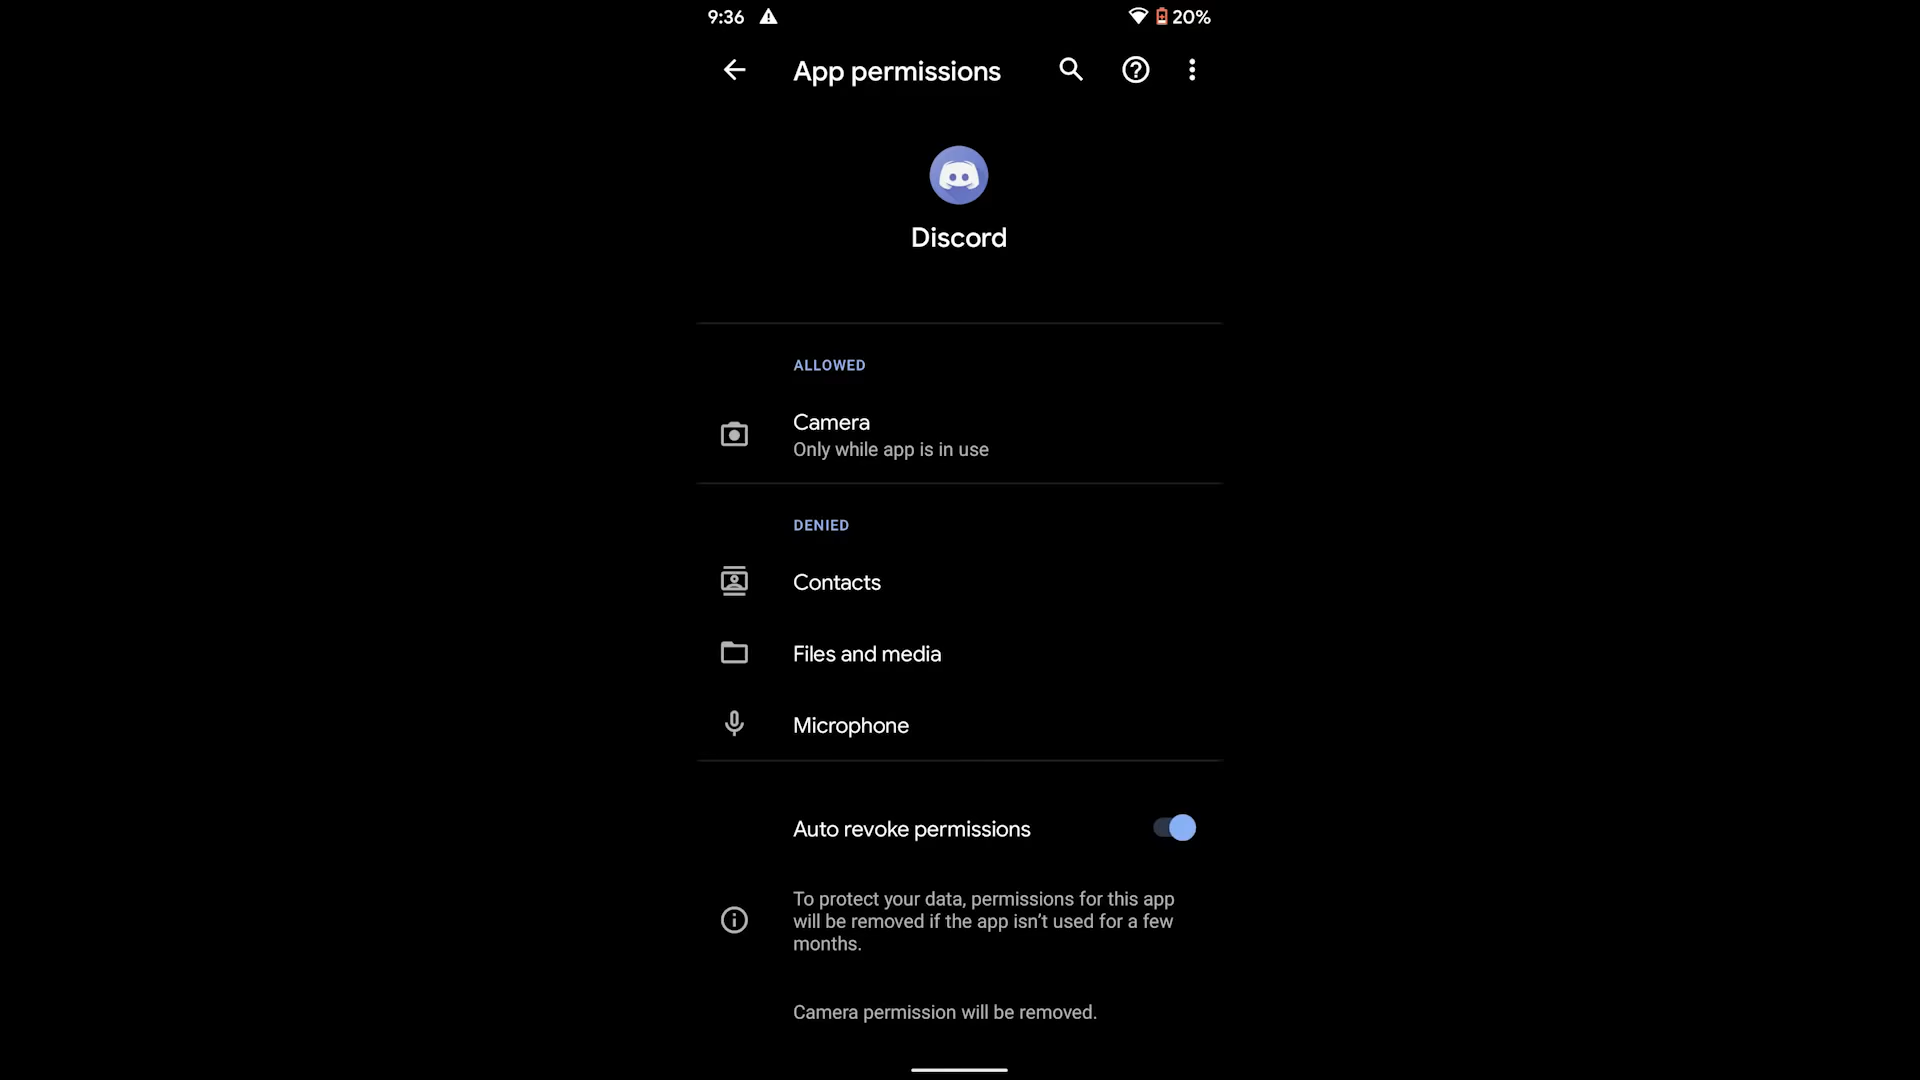 9:36 20%
App permissions
Discord
ALLOWED
Camera
Only while app is in use
DENIED
Contacts
Files and media
Microphone
Auto revoke permissions
To protect your data, permissions for this app
will be removed if the app isn’t used for a few
months.
Camera permission will be removed.